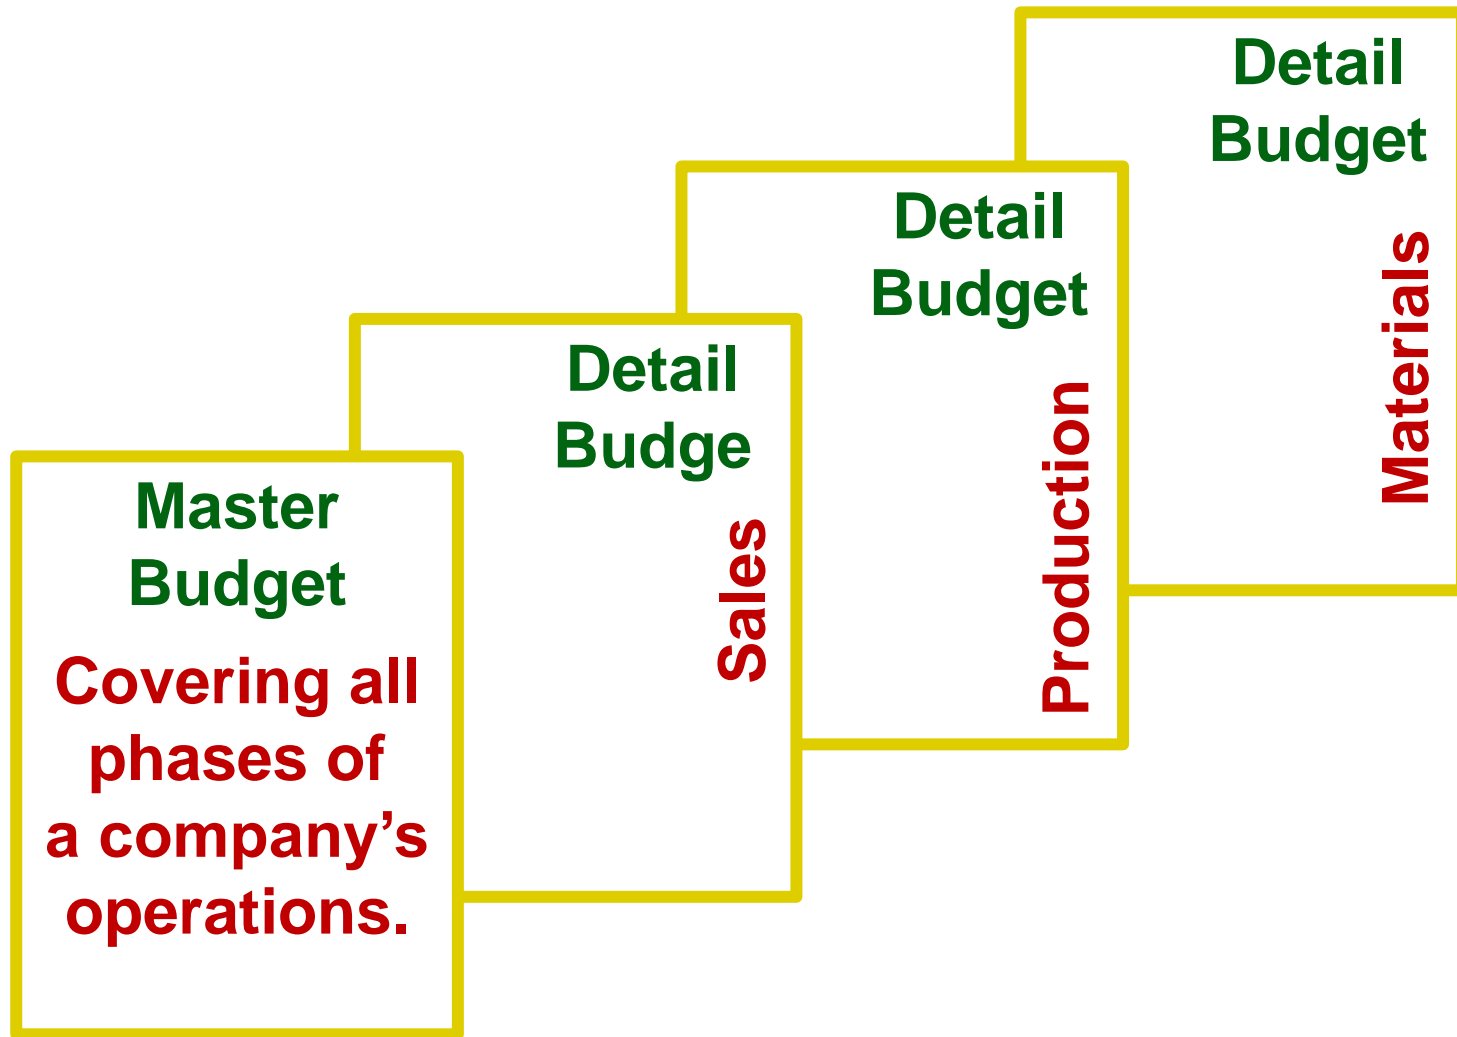 Master
Budget
Covering all
phases of
a company’s
operations.
Detail
Budge
Sales
Detail
Budget
Production
Detail
Budget
Materials